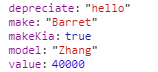 depreciate: "hello"
make: "Barret"
makeKia: true
model: "Zhang"
value: 40000